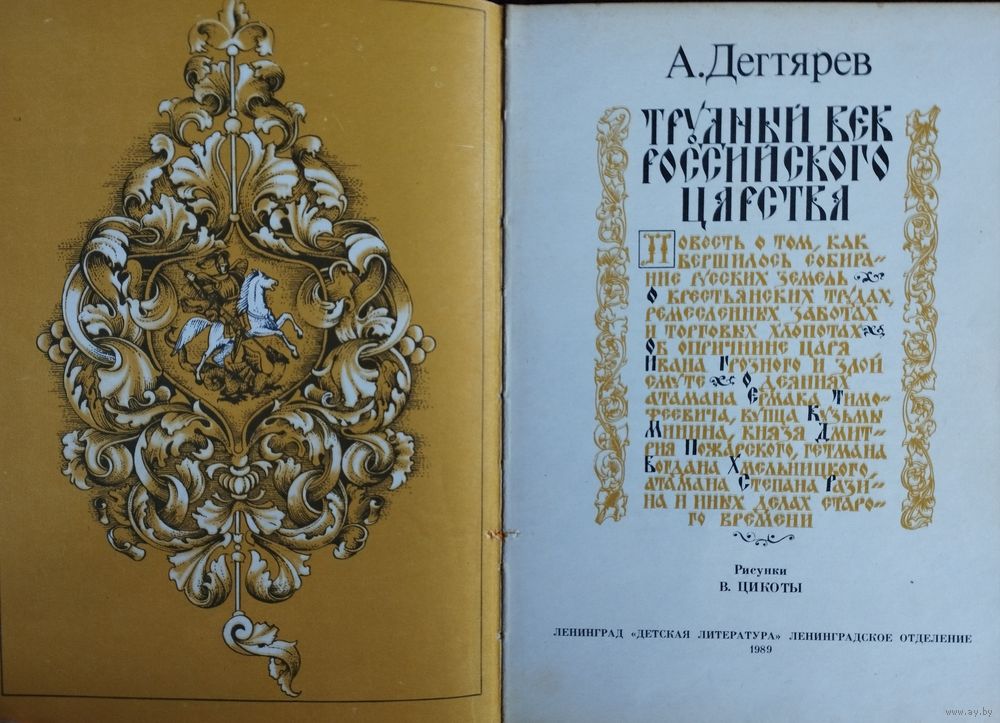 А. Дегтярев
ТРУДНЫЙ ВЕК
РОССИЙСКОГО
ЦАРСТВА
Повесть о том, как
вершилось собира-
ние русских земель
О крестьянских трудах,
ремесленных заботах
и торговых хлопотах
Об опричнине царя
Ивана Грозного и злой
смуте О деяниях
атамана Ермака Тимо-
феевича, купца Кузьмы
Минина, князя Дмит-
рия Пожарского, гетмана
Богдана Хмельницкого,
атамана Степана Рази-
на и иных делах старо-
го времени
Рисунки
В. ЦИКОТЫ
ЛЕНИНГРАД «ДЕТСКАЯ ЛИТЕРАТУРА» ЛЕНИНГРАДСКОЕ ОТДЕЛЕНИЕ
1989
www.ay.by